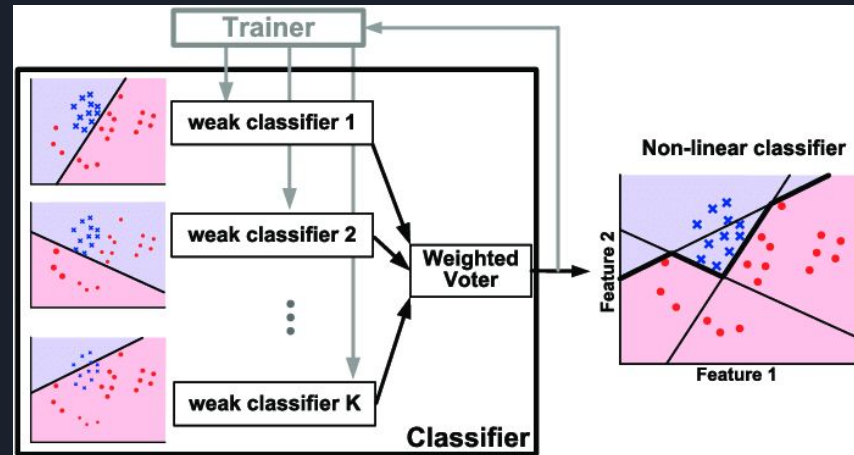 Trainer
weak classifier 1
weak classifier 2
weak classifier K
Weighted
Voter
Classifier
Non-linear classifier
Feature 2
Feature 1